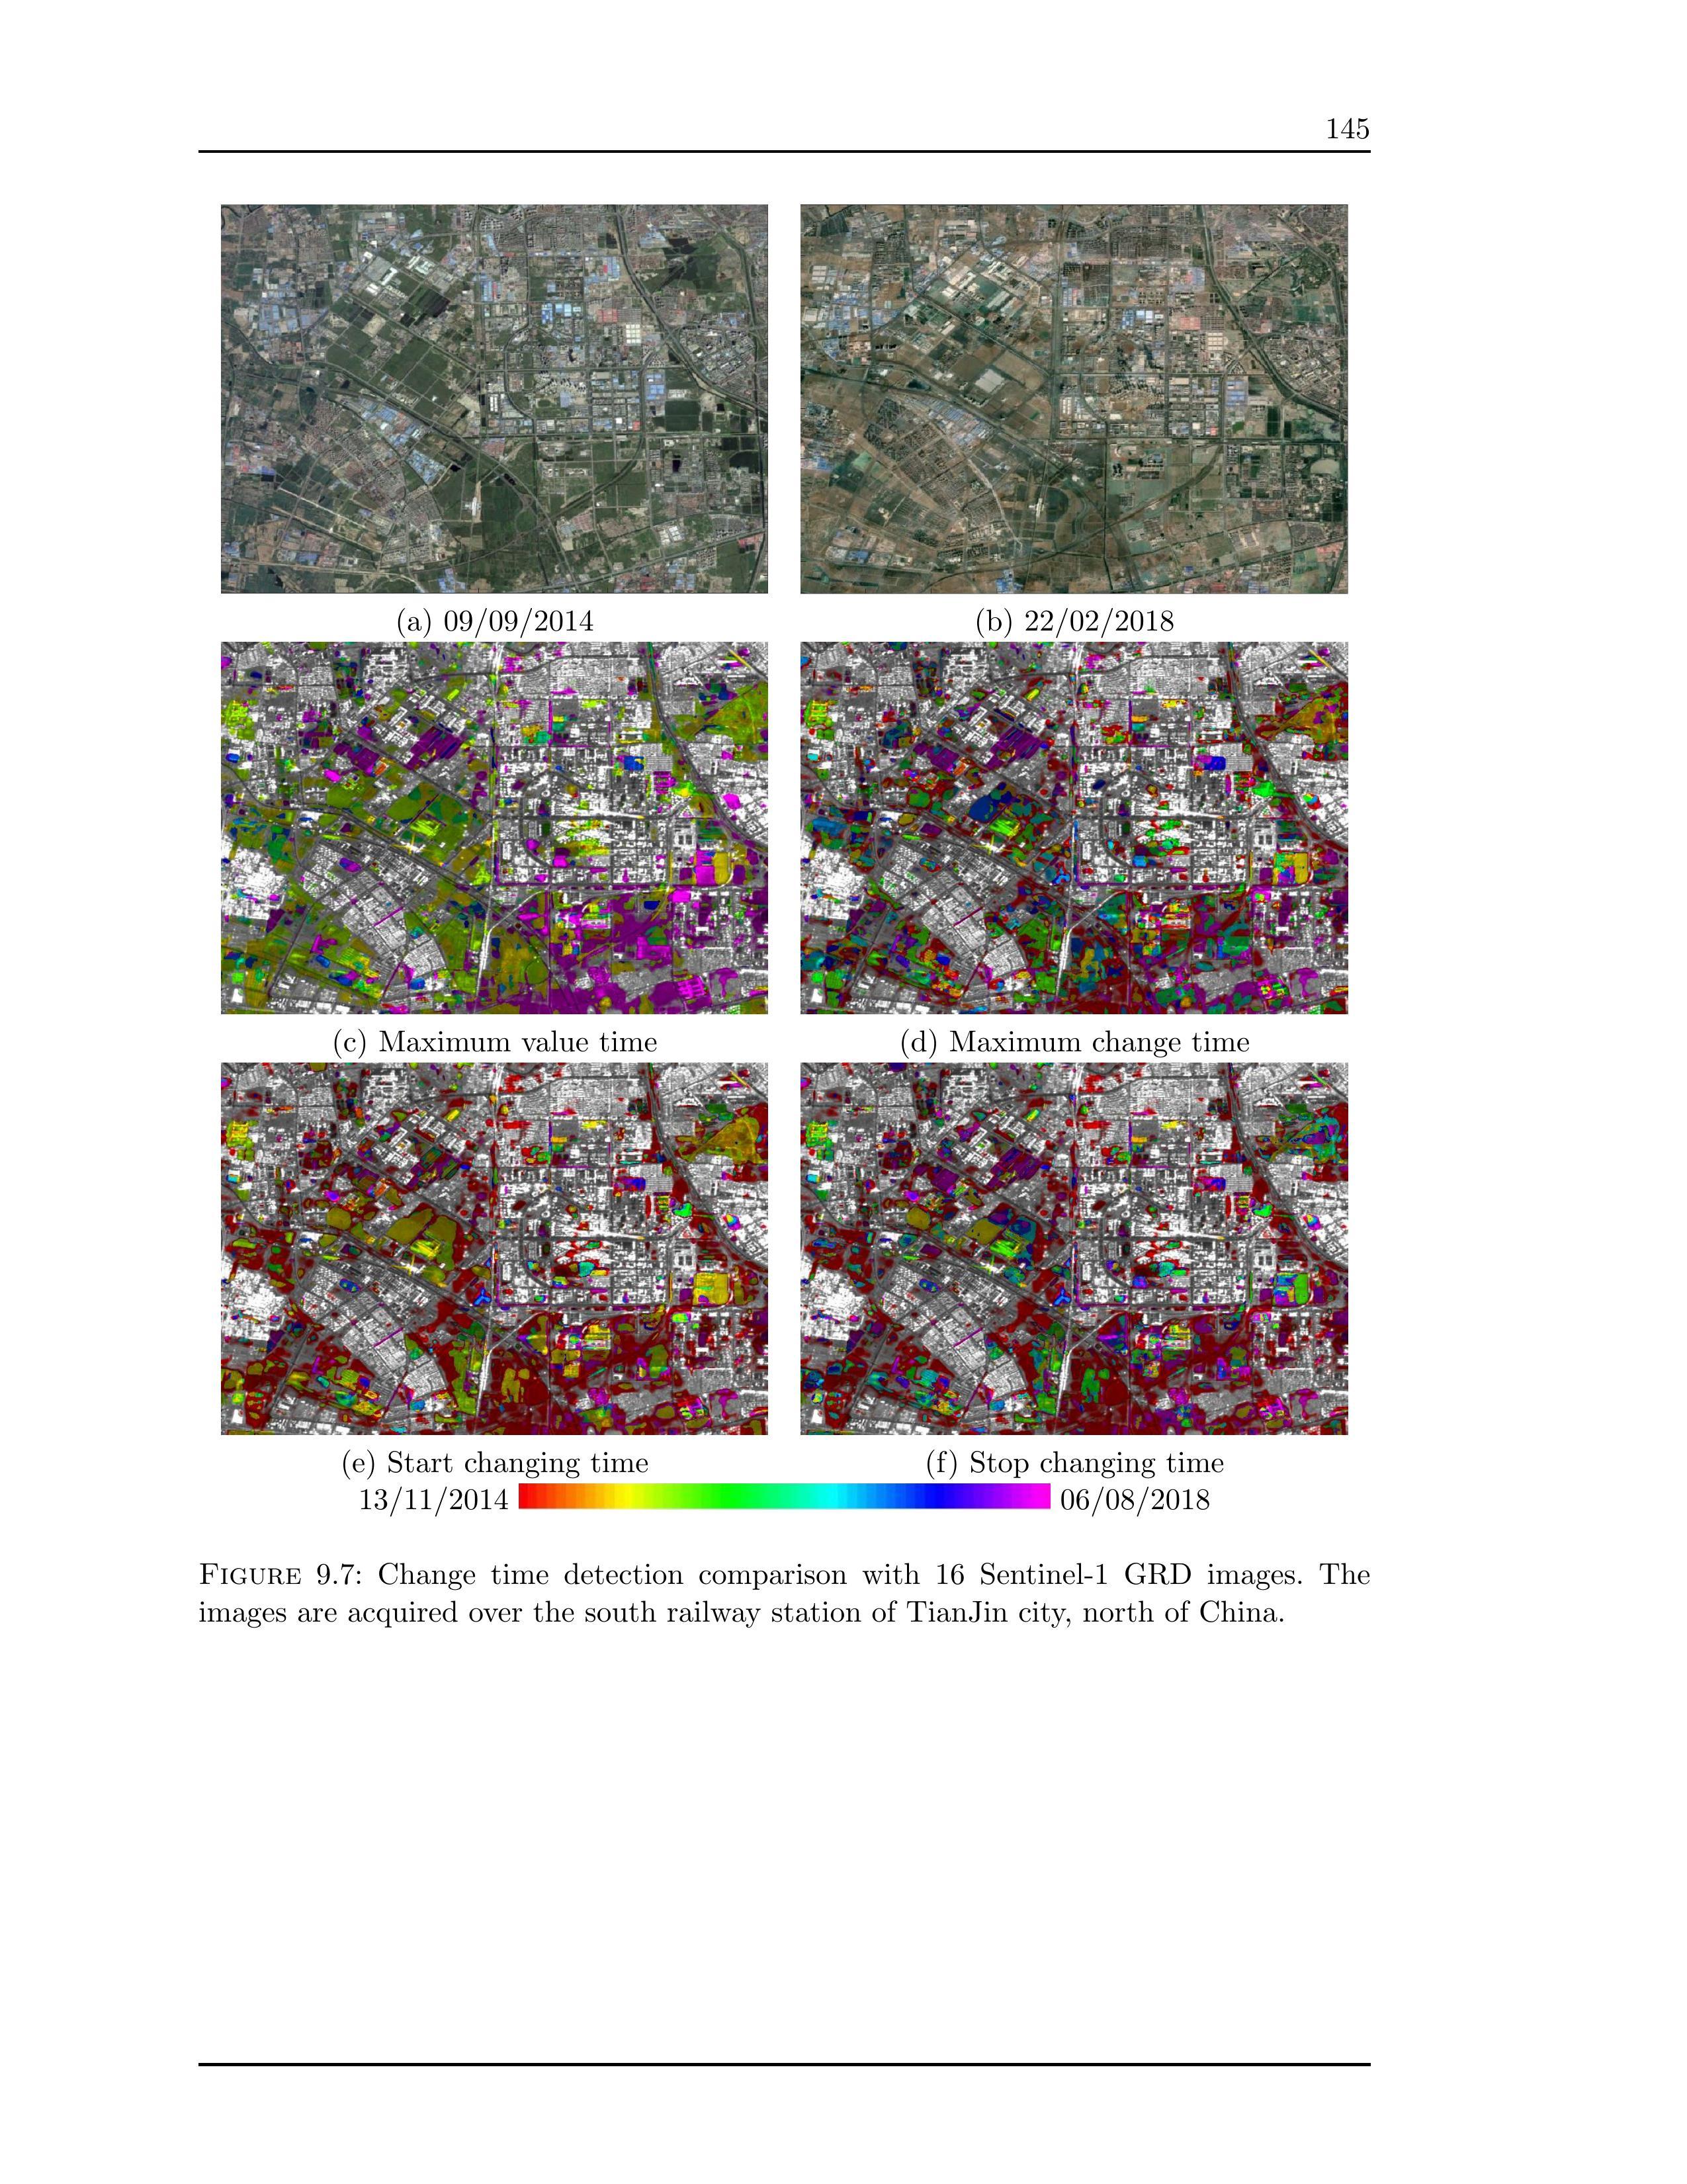 145
(a) 09/09/2014
(b) 22/02/2018
(c) Maximum value time
(d) Maximum change time
(e) Start changing time
(f) Stop changing time
13/11/2014
06/08/2018
FIGURE 9.7: Change time detection comparison with 16 Sentinel-1 GRD images. The
images are acquired over the south railway station of TianJin city, north of China.